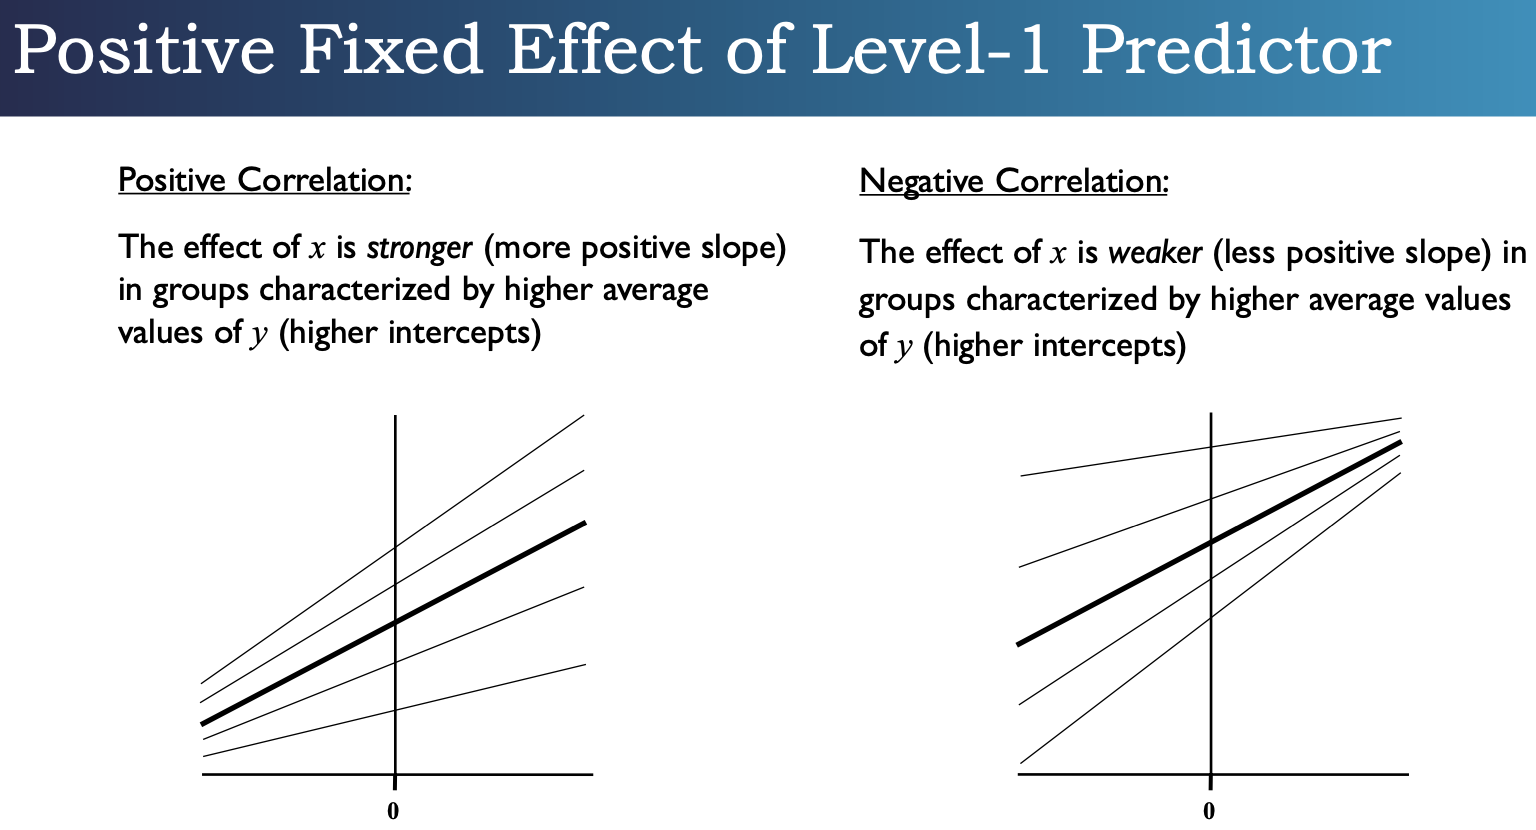 Positive Fixed Effect of Level-1 Predictor
Positive Correlation:
The effect of x is stronger (more positive slope)
in groups characterized by higher average
values of y (higher intercepts)
0
Negative Correlation:
The effect of x is weaker (less positive slope) in
groups characterized by higher average values
of y (higher intercepts)
0